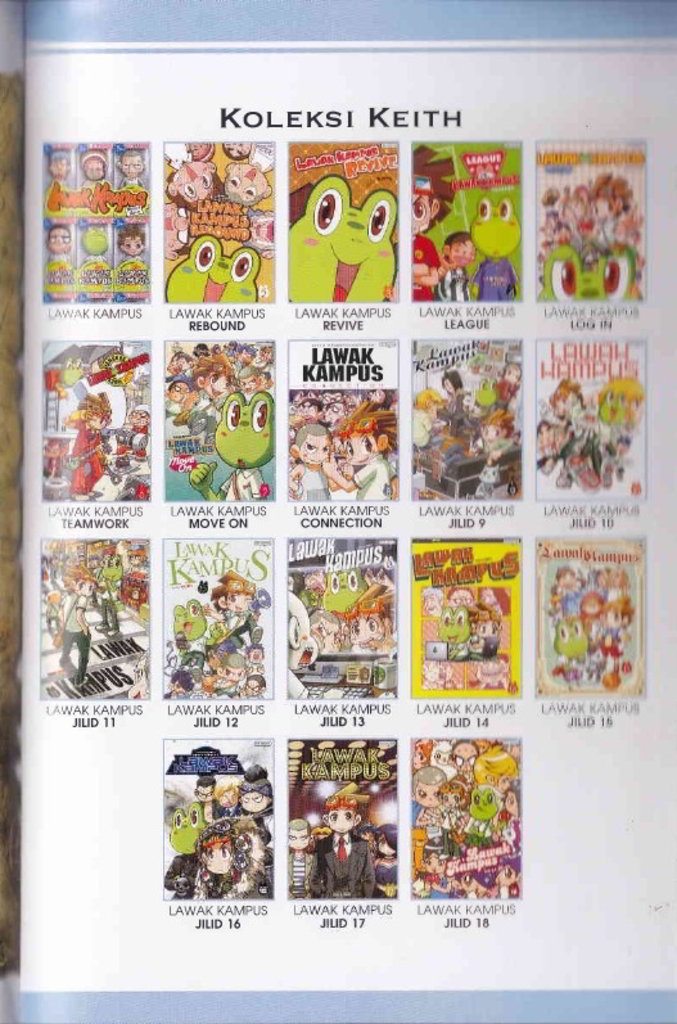 KOLEKSI KEITH
LAWAK KAMPUS
LAWAK KAMPUS
REBOUND
LAWAK KAMPUS
REVIVE
LAWAK KAMPUS
LEAGUE
LAWAK KAMPUS
LOG IN
LAWAK KAMPUS
TEAMWORK
LAWAK KAMPUS
MOVE ON
LAWAK KAMPUS
CONNECTION
LAWAK KAMPUS
JILID 9
LAWAK KAMPUS
JILID 10
LAWAK KAMPUS
JILID 11
LAWAK KAMPUS
JILID 12
LAWAK KAMPUS
JILID 13
LAWAK KAMPUS
JILID 14
LAWAK KAMPUS
JILID 15
LAWAK KAMPUS
JILID 16
LAWAK KAMPUS
JILID 17
LAWAK KAMPUS
JILID 18